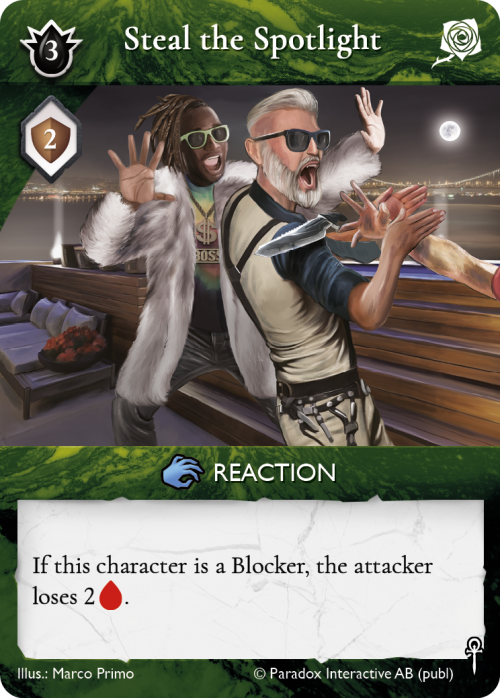 3
Steal the Spotlight
2
$
BOSS
REACTION
If this character is a Blocker, the attacker
loses 2 .
Illus.: Marco Primo
© Paradox Interactive AB (publ)